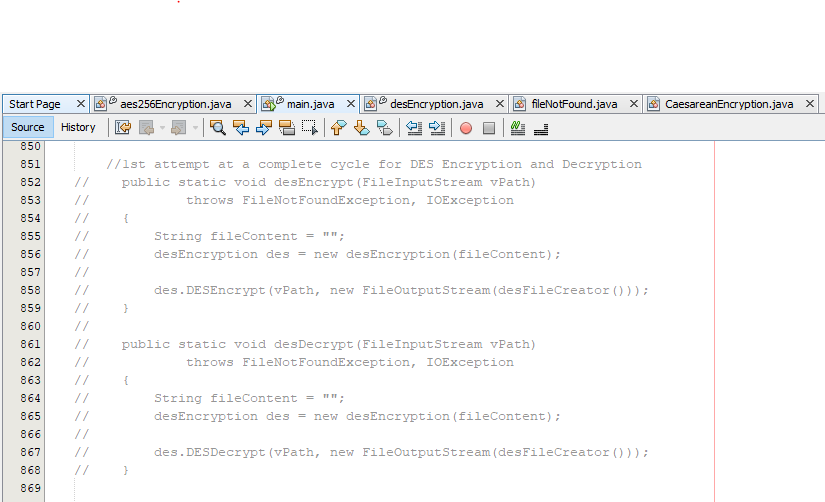 Start Page aes256Encryption.java main.java desEncryption.java fileNotFound.java CaesareanEncryption.java
Source History
850
851 //1st attempt at a complete cycle for DES Encryption and Decryption
852 // public static void desEncrypt(FileInputStream vPath)
853 // throws FileNotFoundException, IOException
854 // {
855 // String fileContent = "";
856 // desEncryption des = new desEncryption(fileContent);
857 //
858 // des.DESEncrypt(vPath, new FileOutputStream(desFileCreator()));
859 // }
860 //
861 // public static void desDecrypt(FileInputStream vPath)
862 // throws FileNotFoundException, IOException
863 // {
864 // String fileContent = "";
865 // desEncryption des = new desEncryption(fileContent);
866 //
867 // des.DESDecrypt(vPath, new FileOutputStream(desFileCreator()));
868 // }
869